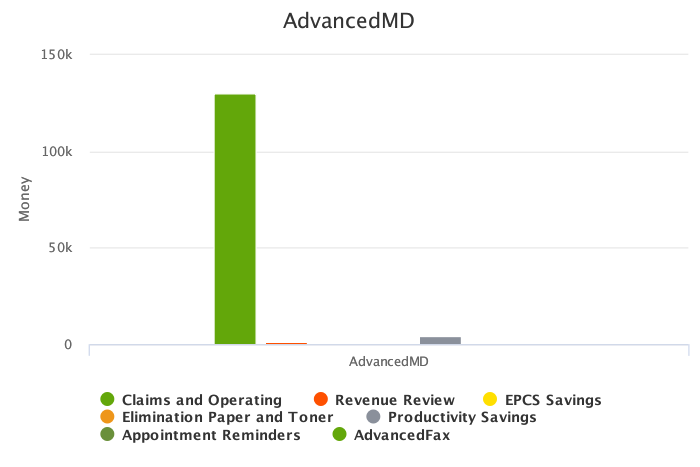 AdvancedMD
150k
100k
50k
0
Money
AdvancedMD
Claims and Operating Revenue Review EPCS Savings
Elimination Paper and Toner Productivity Savings
Appointment Reminders AdvancedFax